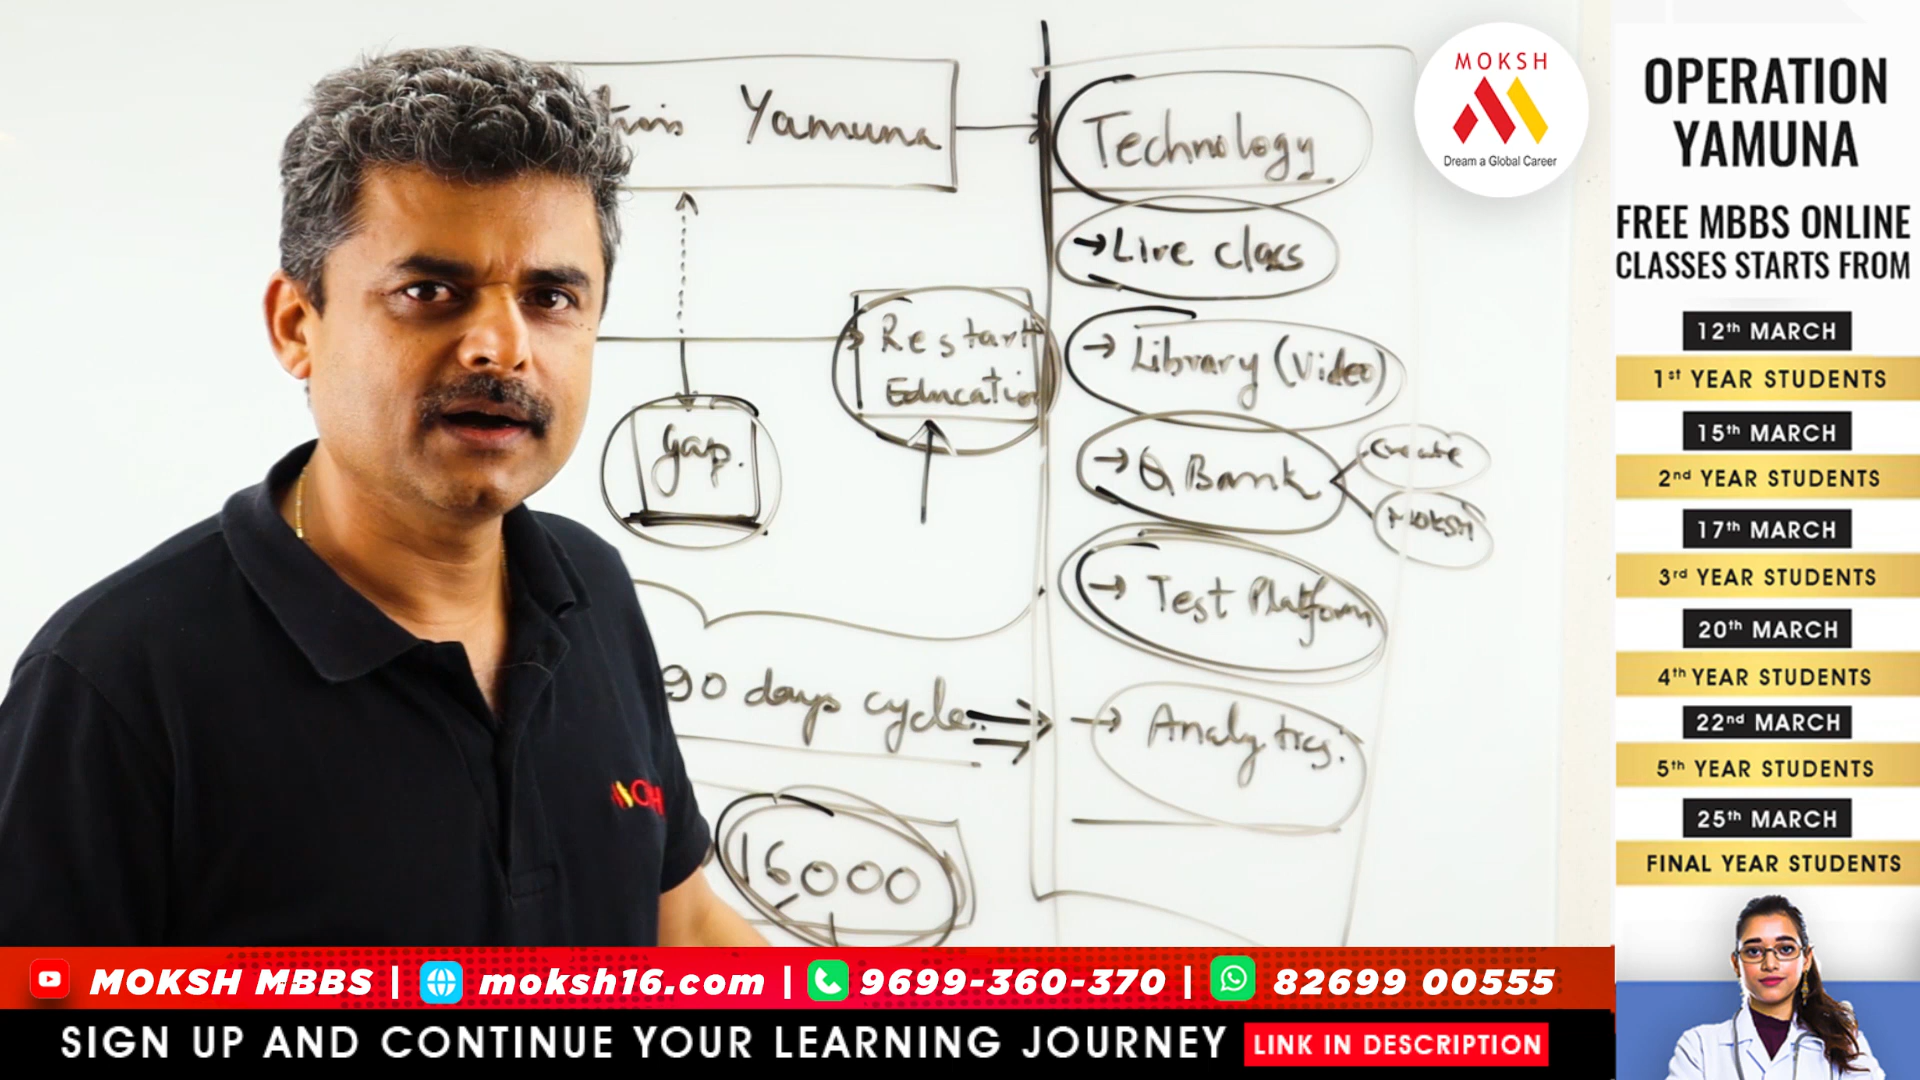 Yamuna
Technology
→ Live class
→ Library (Video)
Restart
Education
gap.
→ Q Bank
Create
Moksh
→ Test Platform
90 days cycle.
→ Analytics.
16,000
MOKSH
Dream a Global Career
OPERATION
YAMUNA
FREE MBBS ONLINE
CLASSES STARTS FROM
12th MARCH
1st YEAR STUDENTS
15th MARCH
2nd YEAR STUDENTS
17th MARCH
3rd YEAR STUDENTS
20th MARCH
4th YEAR STUDENTS
22nd MARCH
5th YEAR STUDENTS
25th MARCH
FINAL YEAR STUDENTS
MOKSH MBBS | moksh16.com | 9699-360-370 | 82699 00555
SIGN UP AND CONTINUE YOUR LEARNING JOURNEY LINK IN DESCRIPTION